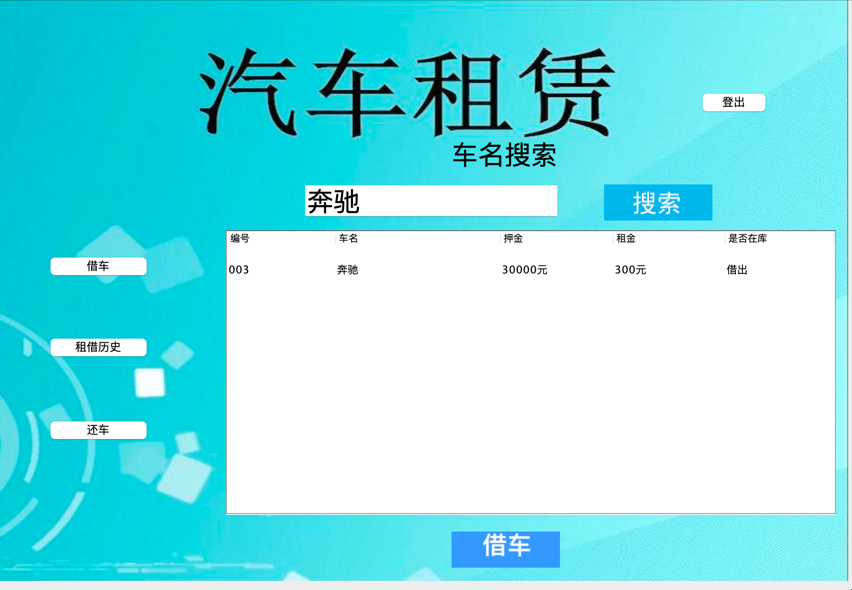 汽车租赁
登出
车名搜索
奔驰 搜索
编号 车名 押金 租金 是否在库
003 奔驰 30000元 300元 借出
借车
租借历史
还车
借车